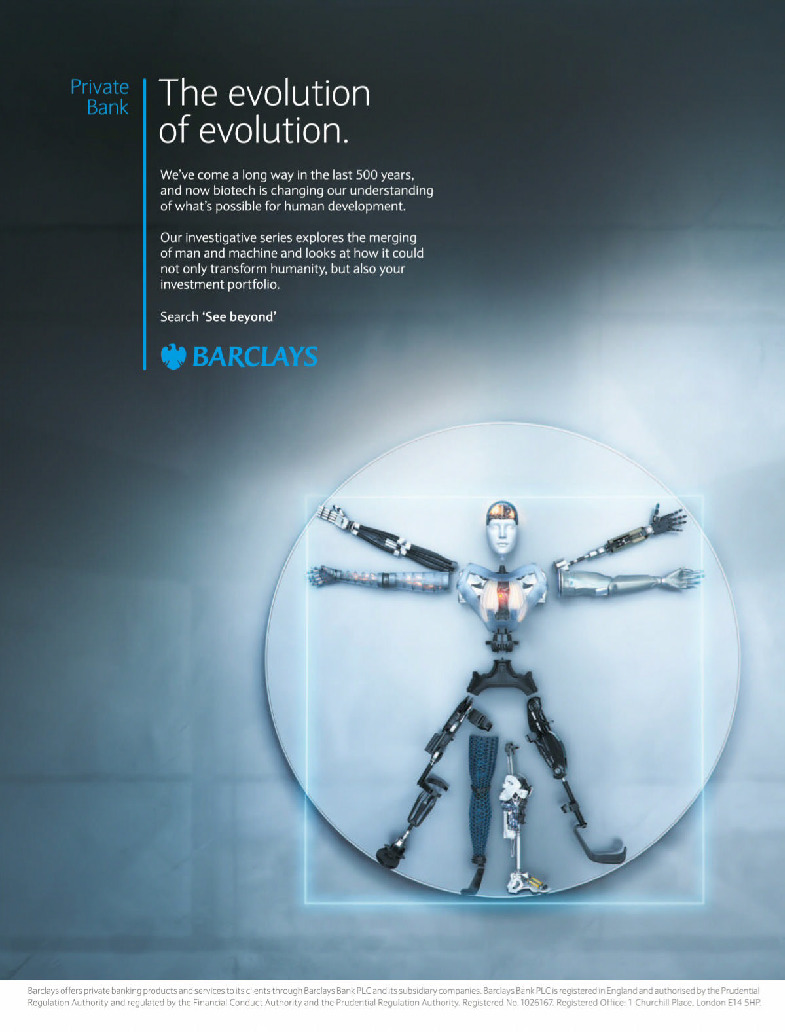 Private
Bank
The evolution
of evolution.
We've come a long way in the last 500 years,
and now biotech is changing our understanding
of what's possible for human development.
Our investigative series explores the merging
of man and machine and looks at how it could
not only transform humanity, but also your
investment portfolio.
Search ‘See beyond’
BARCLAYS
Barclays offers private banking products and services to its clients through Barclays Bank PLC and its subsidiary companies. Barclays Bank PLC is registered in England and authorised by the Prudential
Regulation Authority and regulated by the Financial Conduct Authority and the Prudential Regulation Authority. Registered No. 1026167. Registered Office: 1 Churchill Place, London E14 5HP.